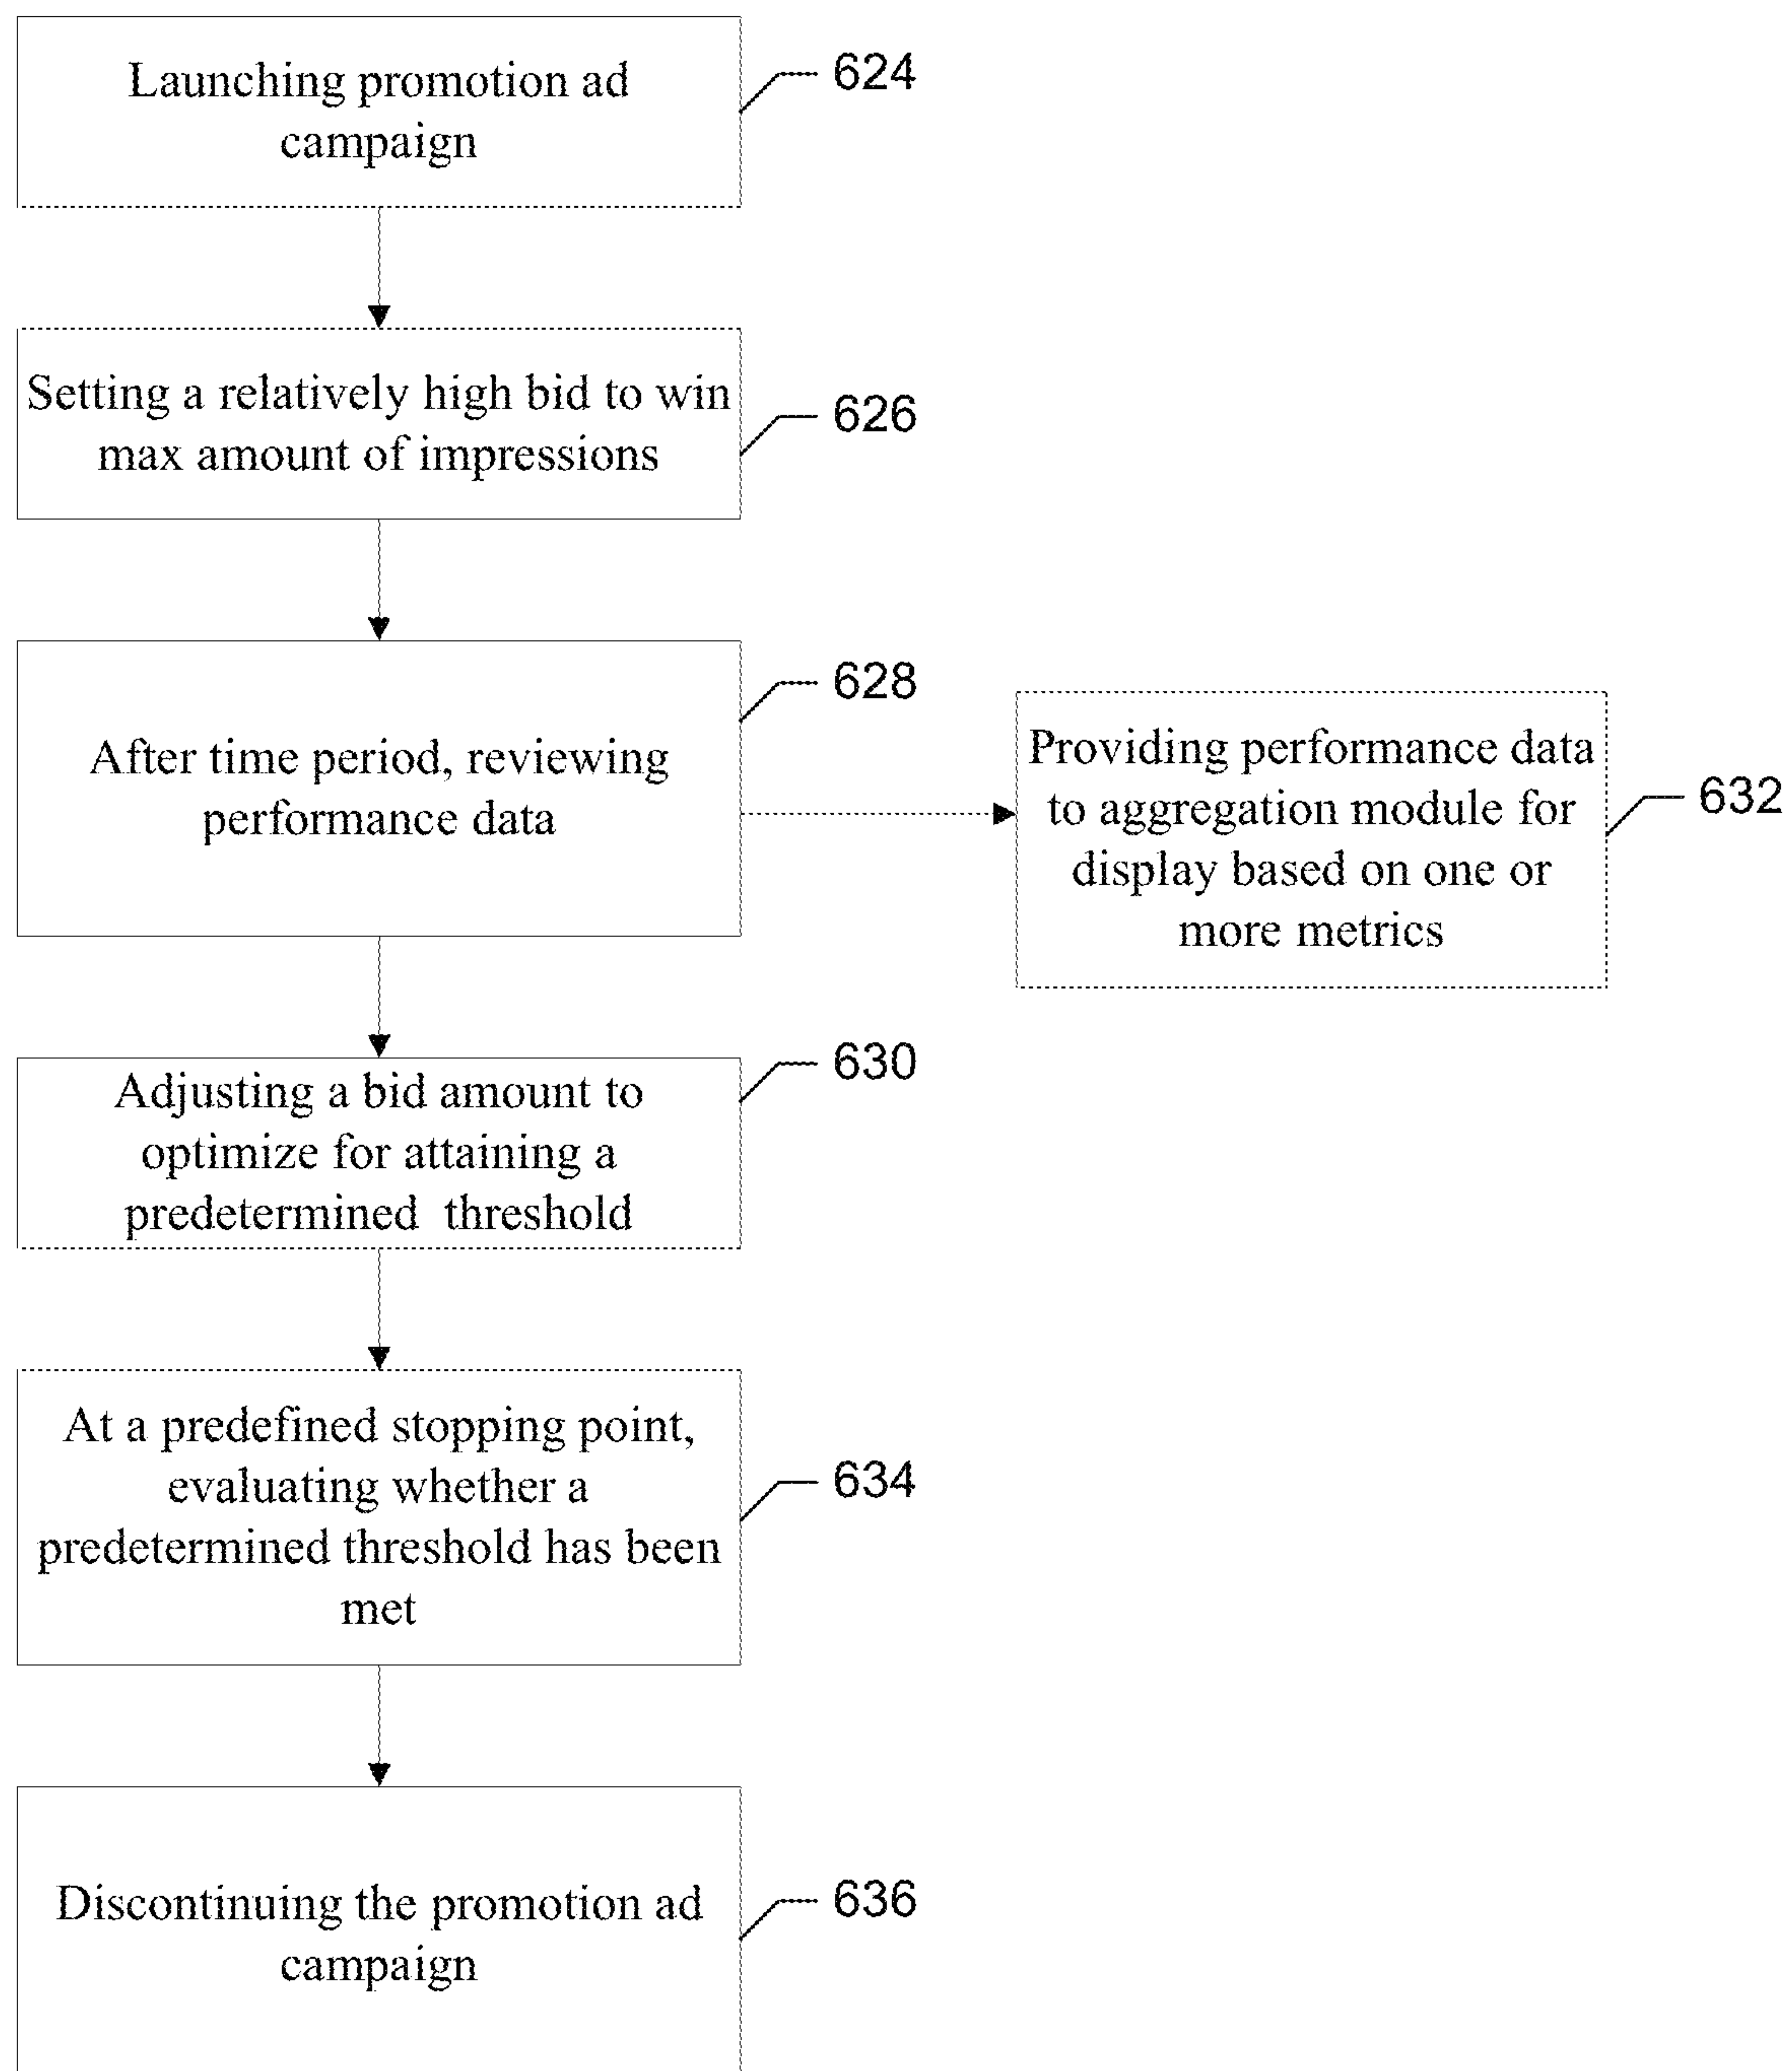 Launching promotion ad
campaign
624
Setting a relatively high bid to win
max amount of impressions
626
After time period, reviewing
performance data
628
Providing performance data
to aggregation module for
display based on one or
more metrics
632
Adjusting a bid amount to
optimize for attaining a
predetermined threshold
630
At a predefined stopping point,
evaluating whether a
predetermined threshold has been
met
634
Discontinuing the promotion ad
campaign
636